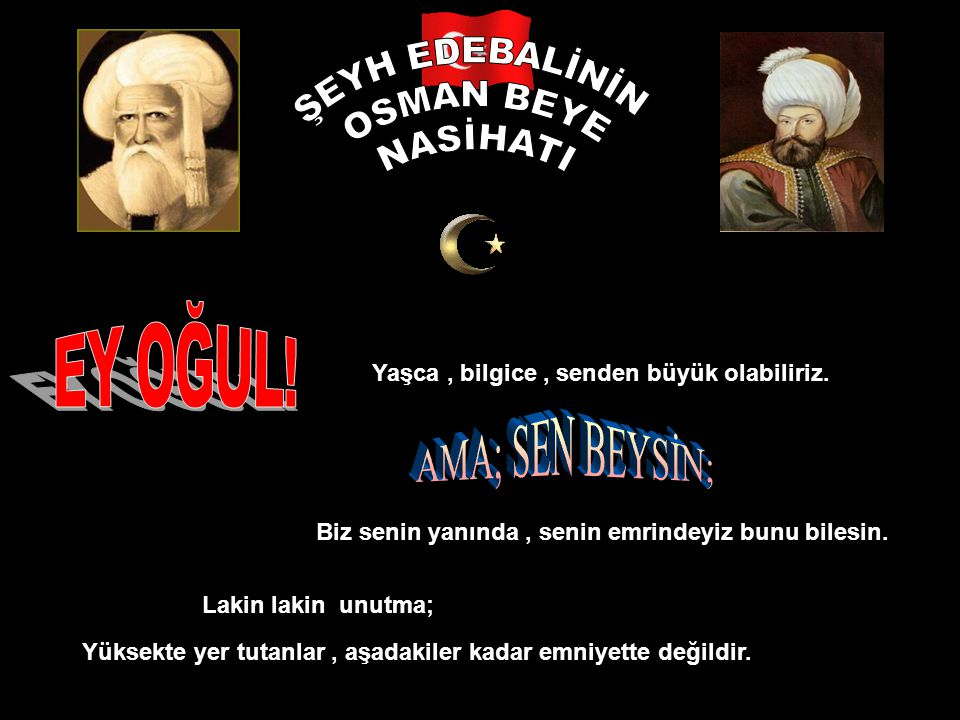 ŞEYH EDEBALİNİN
OSMAN BEYE
NASİHATI
EY OĞUL!
Yaşca , bilgice , senden büyük olabiliriz.
AMA; SEN BEYSİN;
Biz senin yanında , senin emrindeyiz bunu bilesin.
Lakin lakin unutma;
Yüksekte yer tutanlar , aşadakiler kadar emniyette değildir.